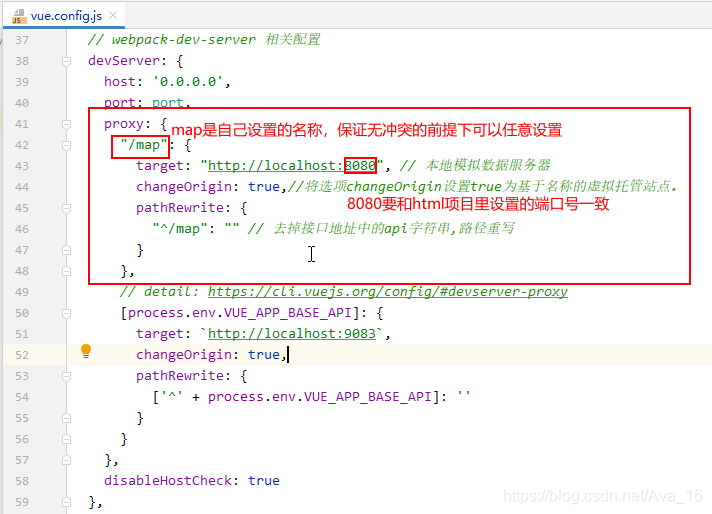 vue.config.js
37 // webpack-dev-server 相关配置
38 devServer: {
39 host: '0.0.0.0',
40 port: port,
41 proxy: { map是自己设置的名称，保证无冲突的前提下可以任意设置
42 "/map": {
43 target: "http://localhost:8080", // 本地模拟数据服务器
44 changeOrigin: true,//将选项changeOrigin设置true为基于名称的虚拟托管站点。
45 pathRewrite: { 8080要和html项目里设置的端口号一致
46 "^/map": "" // 去掉接口地址中的api字符串,路径重写
47 }
48 },
49 // detail: https://cli.vuejs.org/config/#devserver-proxy
50 [process.env.VUE_APP_BASE_API]: {
51 target: `http://localhost:9083`,
52 changeOrigin: true,
53 pathRewrite: {
54 ['^' + process.env.VUE_APP_BASE_API]: ''
55 }
56 }
57 },
58 disableHostCheck: true
59 },
https://blog.csdn.net/Ava_16